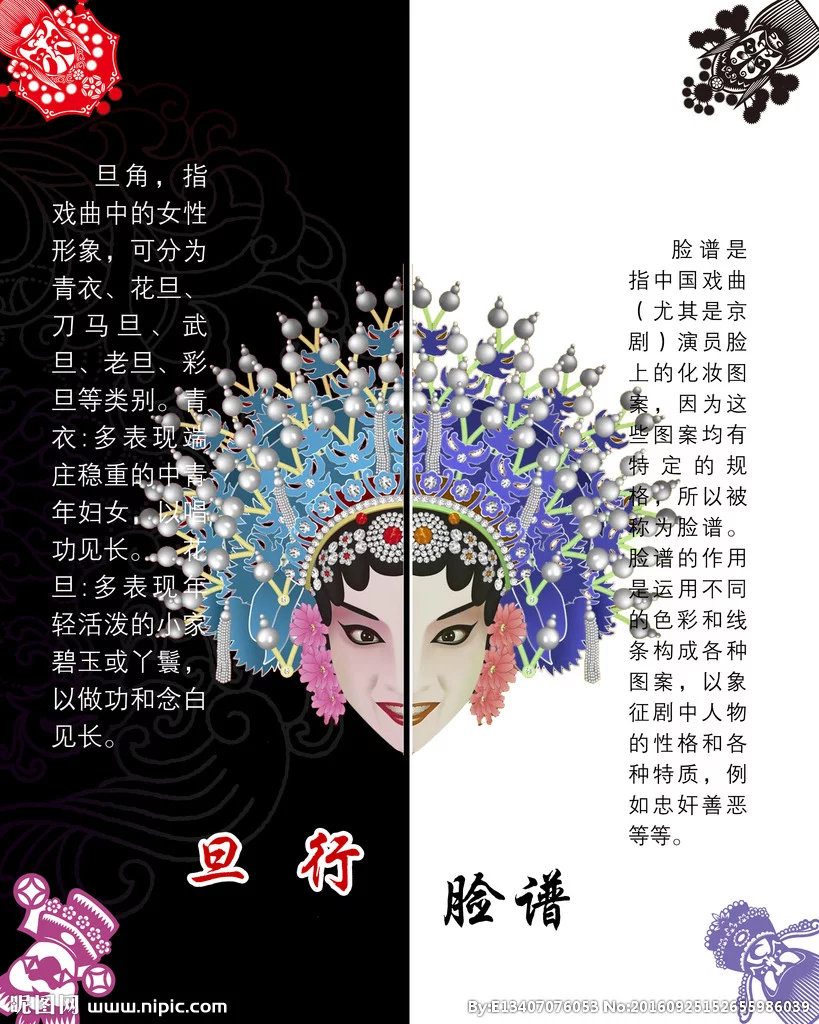 旦角，指
戏曲中的女性
形象，可分为
青衣、花旦、
刀马旦、武
旦、老旦、彩
旦等类别。青
衣:多表现端
庄稳重的中青
年妇女，以唱
功见长。花
旦:多表现年
轻活泼的小家
碧玉或丫鬟，
以做功和念白
见长。
旦 行
脸谱是
指中国戏曲
（尤其是京
剧）演员脸
上的化妆图
案，因为这
些图案均有
特定的规
格，所以被
称为脸谱。
脸谱的作用
是运用不同
的色彩和线
条构成各种
图案，以象
征剧中人物
的性格和各
种特质，例
如忠奸善恶
等等。
脸谱
昵图网 www.nipic.com
By:E13407076053 No:20160925152655986039